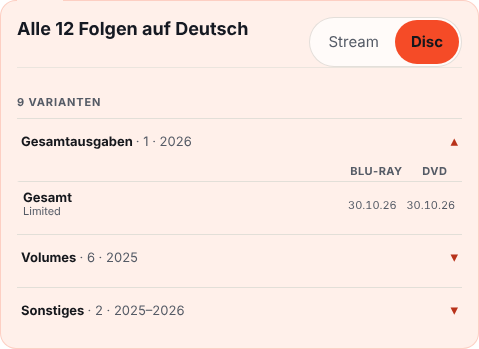 Alle 12 Folgen auf Deutsch
Stream Disc
9 VARIANTEN
Gesamtausgaben · 1 · 2026 ▲
BLU-RAY DVD
Gesamt
Limited
30.10.26 30.10.26
Volumes · 6 · 2025 ▼
Sonstiges · 2 · 2025–2026 ▼